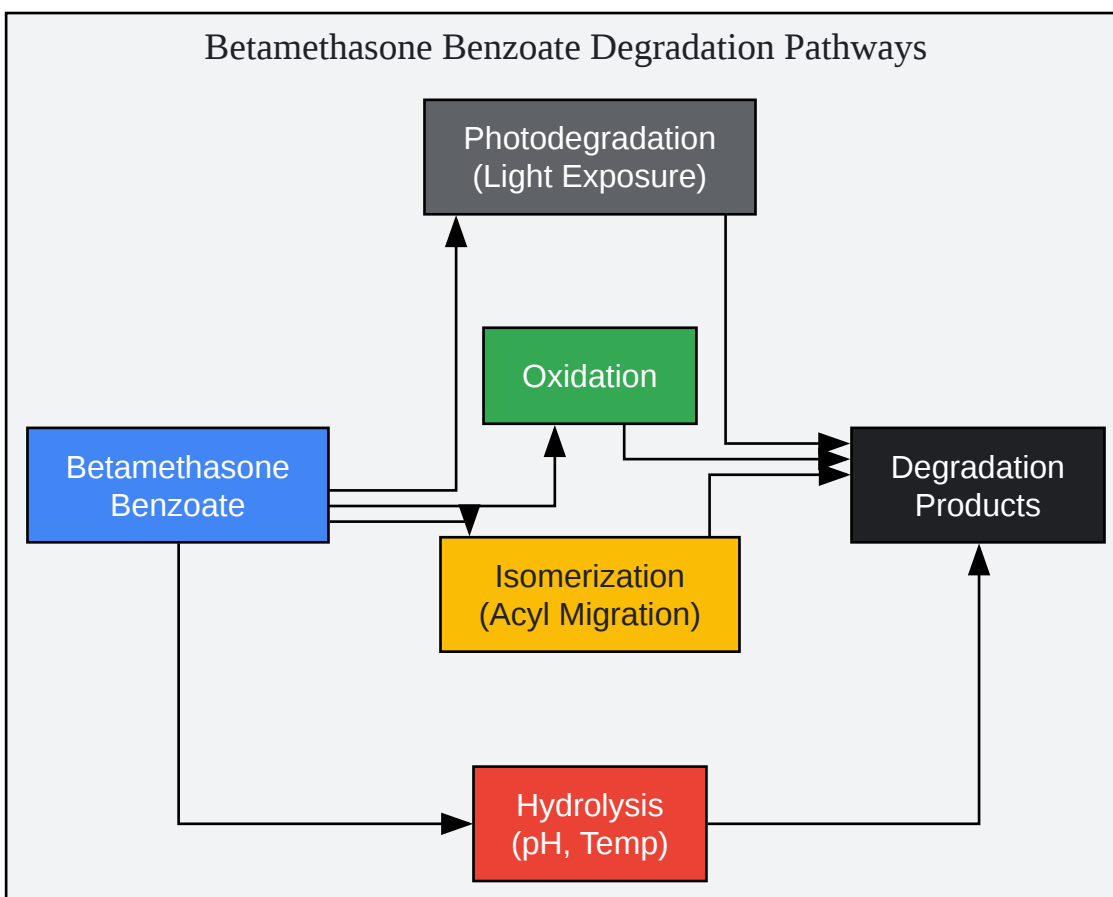 Betamethasone Benzoate Degradation Pathways
Photodegradation
(Light Exposure)
Oxidation
Betamethasone
Benzoate
Degradation
Products
Isomerization
(Acyl Migration)
Hydrolysis
(pH, Temp)